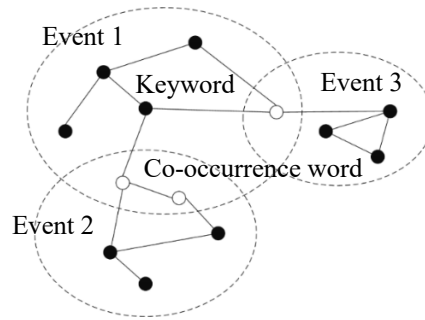 Event 1
Keyword
Event 3
Co-occurrence word
Event 2